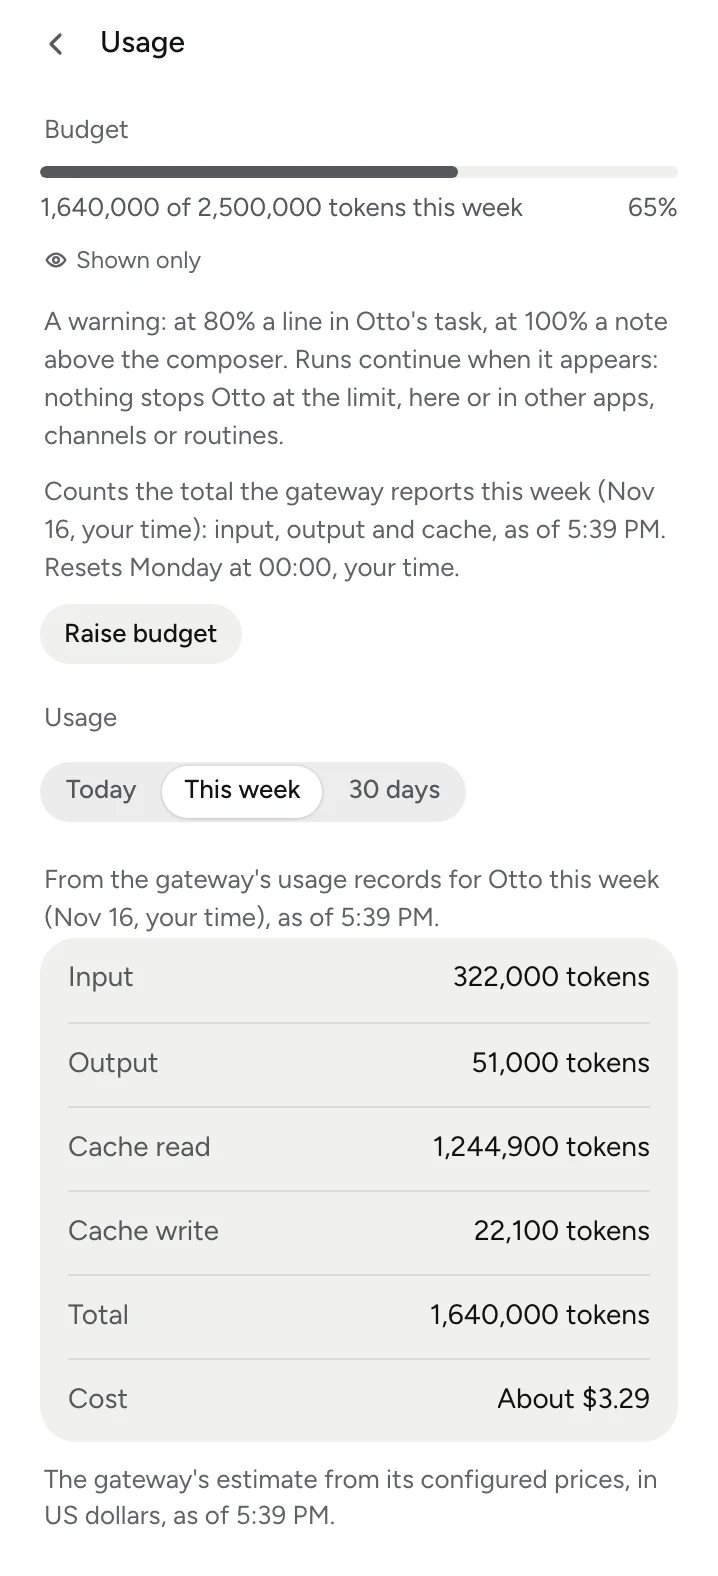 Usage
Budget
1,640,000 of 2,500,000 tokens this week 65%
Shown only
A warning: at 80% a line in Otto's task, at 100% a note
above the composer. Runs continue when it appears:
nothing stops Otto at the limit, here or in other apps,
channels or routines.
Counts the total the gateway reports this week (Nov
16, your time): input, output and cache, as of 5:39 PM.
Resets Monday at 00:00, your time.
Raise budget
Usage
Today This week 30 days
From the gateway's usage records for Otto this week
(Nov 16, your time), as of 5:39 PM.
Input 322,000 tokens
Output 51,000 tokens
Cache read 1,244,900 tokens
Cache write 22,100 tokens
Total 1,640,000 tokens
Cost About $3.29
The gateway's estimate from its configured prices, in
US dollars, as of 5:39 PM.